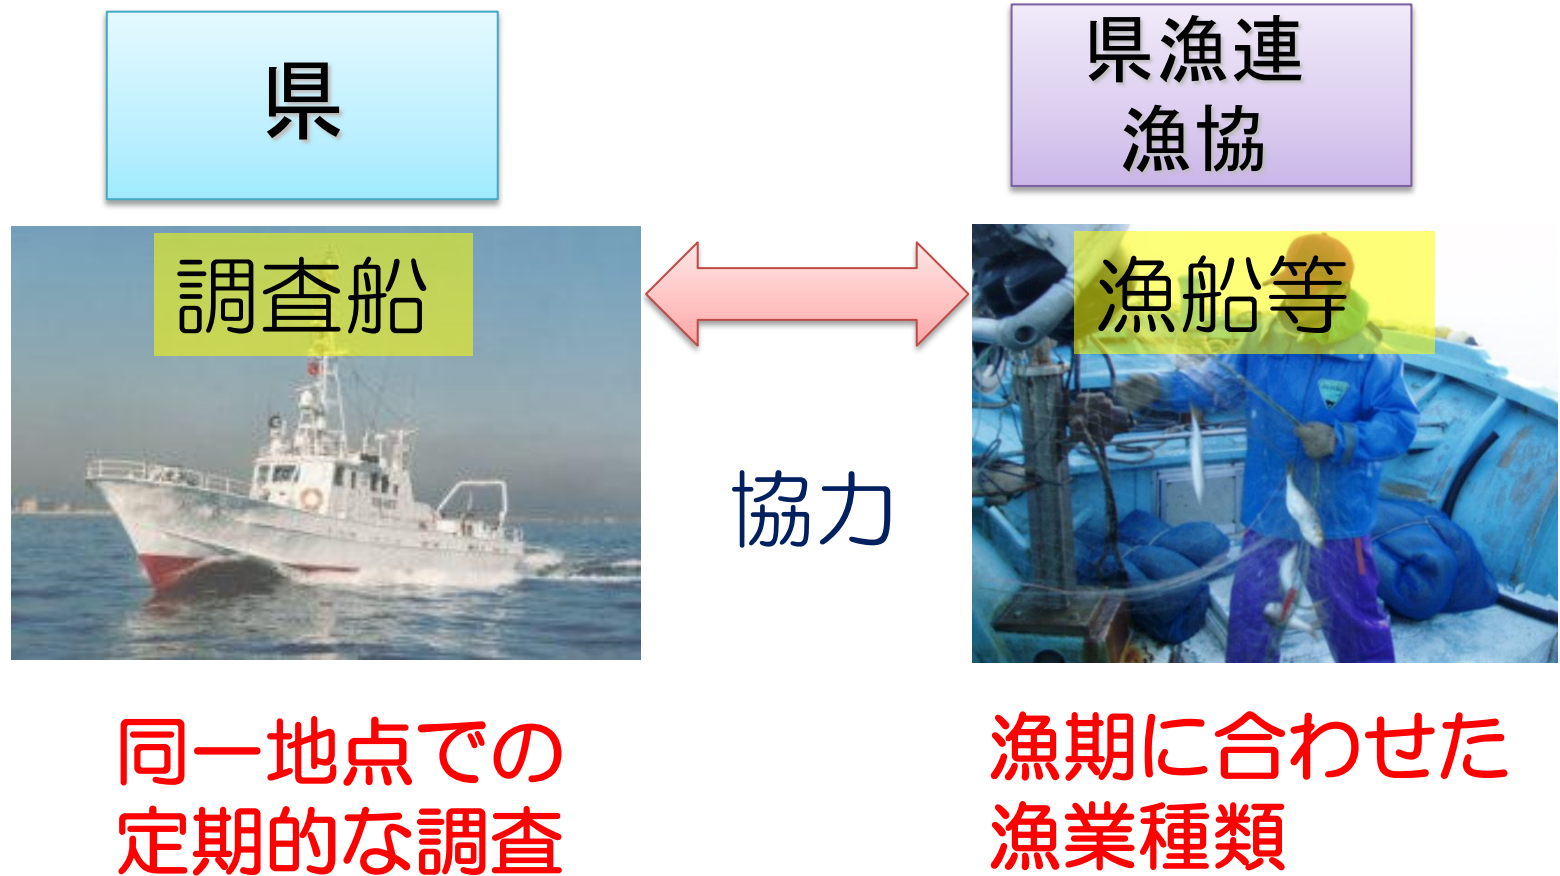 県
県漁連
漁協
調査船
漁船等
協力
同一地点での
定期的な調査
漁期に合わせた
漁業種類